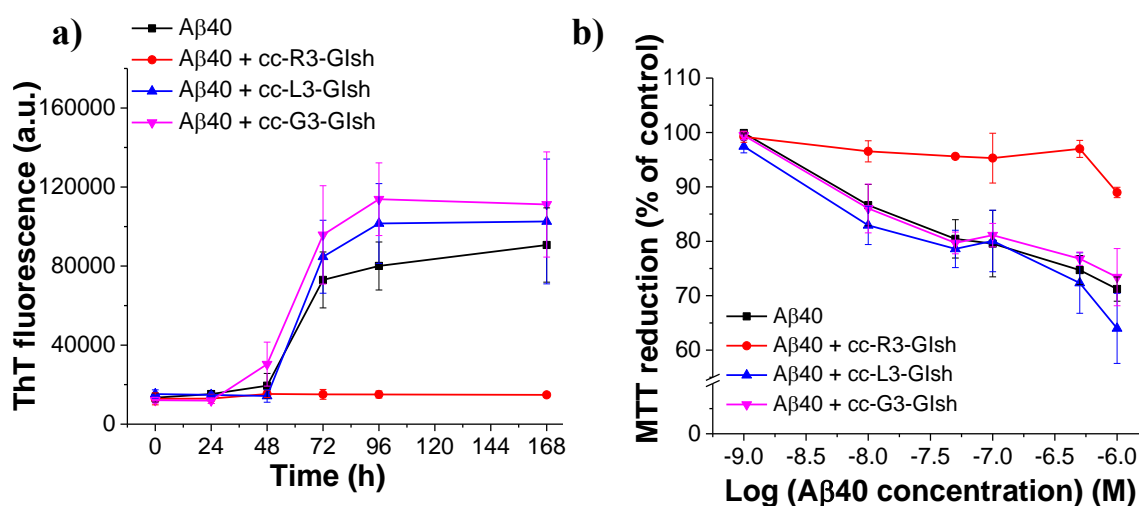 a)
Aβ40
Aβ40 + cc-R3-GIsh
Aβ40 + cc-L3-GIsh
Aβ40 + cc-G3-GIsh
ThT fluorescence (a.u.)
160000
120000
80000
40000
0
0 24 48 72 96 120 144 168
Time (h)
b)
MTT reduction (% of control)
110
100
90
80
70
60
0
Aβ40
Aβ40 + cc-R3-GIsh
Aβ40 + cc-L3-GIsh
Aβ40 + cc-G3-GIsh
-9.0 -8.5 -8.0 -7.5 -7.0 -6.5 -6.0
Log (Aβ40 concentration) (M)